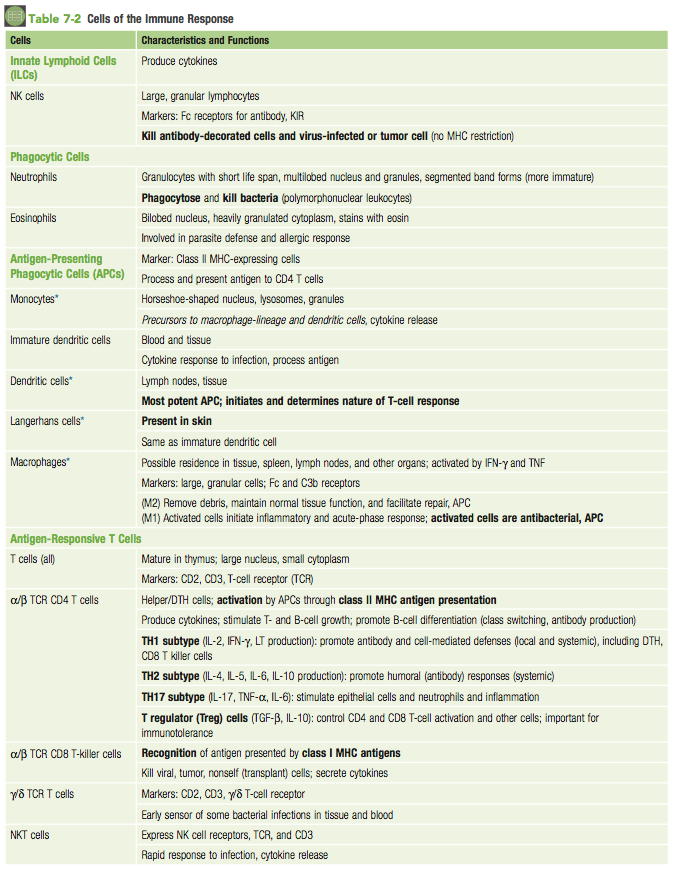 Table 7-2 Cells of the Immune Response
Cells Characteristics and Functions
Innate Lymphoid Cells
(ILCs)
Produce cytokines
NK cells
Large, granular lymphocytes
Markers: Fc receptors for antibody, KIR
Kill antibody-decorated cells and virus-infected or tumor cell (no MHC restriction)
Phagocytic Cells
Neutrophils
Granulocytes with short life span, multilobed nucleus and granules, segmented band forms (more immature)
Phagocytose and kill bacteria (polymorphonuclear leukocytes)
Eosinophils
Bilobed nucleus, heavily granulated cytoplasm, stains with eosin
Involved in parasite defense and allergic response
Antigen-Presenting
Phagocytic Cells (APCs)
Marker: Class II MHC-expressing cells
Process and present antigen to CD4 T cells
Monocytes*
Horseshoe-shaped nucleus, lysosomes, granules
Precursors to macrophage-lineage and dendritic cells, cytokine release
Immature dendritic cells
Blood and tissue
Cytokine response to infection, process antigen
Dendritic cells*
Lymph nodes, tissue
Most potent APC; initiates and determines nature of T-cell response
Langerhans cells*
Present in skin
Same as immature dendritic cell
Macrophages*
Possible residence in tissue, spleen, lymph nodes, and other organs; activated by IFN-γ and TNF
Markers: large, granular cells; Fc and C3b receptors
(M2) Remove debris, maintain normal tissue function, and facilitate repair, APC
(M1) Activated cells initiate inflammatory and acute-phase response; activated cells are antibacterial, APC
Antigen-Responsive T Cells
T cells (all)
Mature in thymus; large nucleus, small cytoplasm
Markers: CD2, CD3, T-cell receptor (TCR)
α/β TCR CD4 T cells
Helper/DTH cells; activation by APCs through class II MHC antigen presentation
Produce cytokines; stimulate T- and B-cell growth; promote B-cell differentiation (class switching, antibody production)
TH1 subtype (IL-2, IFN-γ, LT production): promote antibody and cell-mediated defenses (local and systemic), including DTH,
CD8 T killer cells
TH2 subtype (IL-4, IL-5, IL-6, IL-10 production): promote humoral (antibody) responses (systemic)
TH17 subtype (IL-17, TNF-α, IL-6): stimulate epithelial cells and neutrophils and inflammation
T regulator (Treg) cells (TGF-β, IL-10): control CD4 and CD8 T-cell activation and other cells; important for
immunotolerance
α/β TCR CD8 T-killer cells
Recognition of antigen presented by class I MHC antigens
Kill viral, tumor, nonself (transplant) cells; secrete cytokines
γ/δ TCR T cells
Markers: CD2, CD3, γ/δ T-cell receptor
Early sensor of some bacterial infections in tissue and blood
NKT cells
Express NK cell receptors, TCR, and CD3
Rapid response to infection, cytokine release